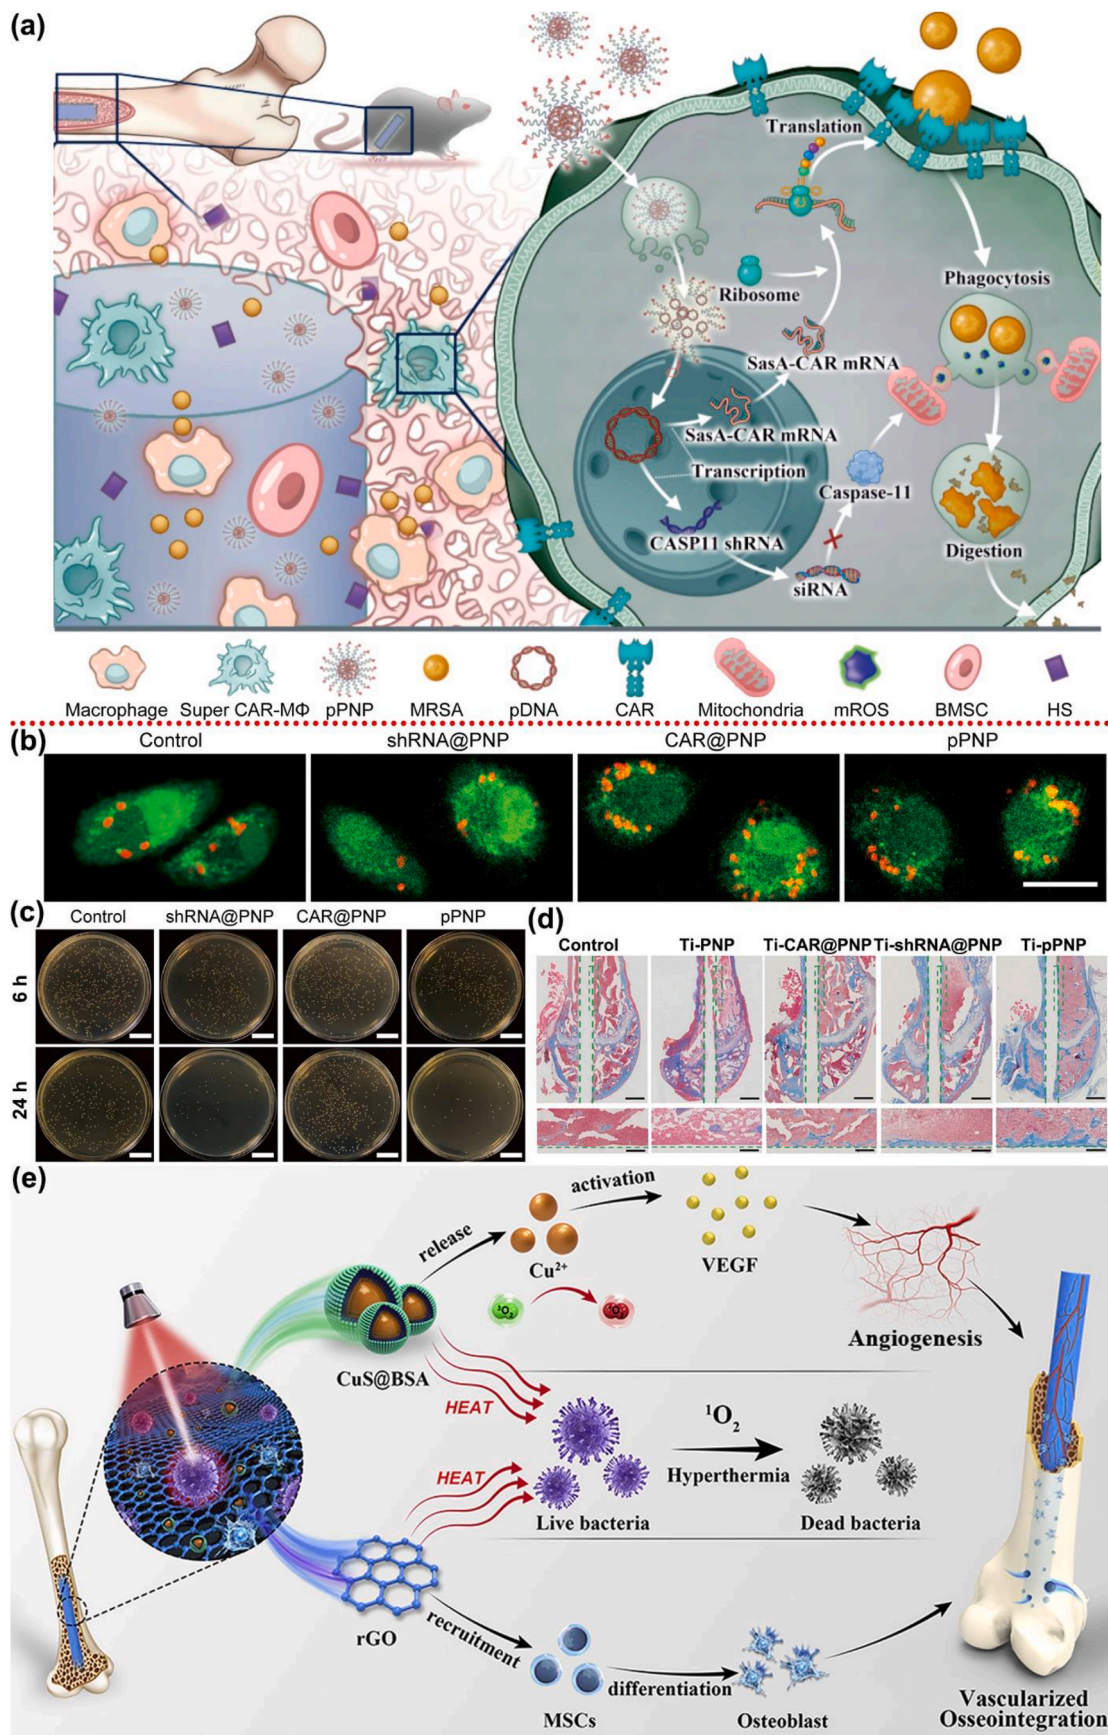 (a)
Translation
Ribosome
Phagocytosis
SasA-CAR mRNA
SasA-CAR mRNA
Transcription
Caspase-11
CASP11 shRNA
siRNA
Digestion
Macrophage Super CAR-MΦ pPNP MRSA pDNA CAR Mitochondria mROS BMSC HS
(b)
Control shRNA@PNP CAR@PNP pPNP
(c)
Control shRNA@PNP CAR@PNP pPNP
6 h
24 h
(d)
Control Ti-PNP Ti-CAR@PNP Ti-shRNA@PNP Ti-pPNP
(e)
release
Cu²⁺
activation
VEGF
Angiogenesis
³O₂
CuS@BSA
HEAT
HEAT
Live bacteria
¹O₂
Hyperthermia
Dead bacteria
rGO
recruitment
MSCs
differentiation
Osteoblast
Vascularized
Osseointegration